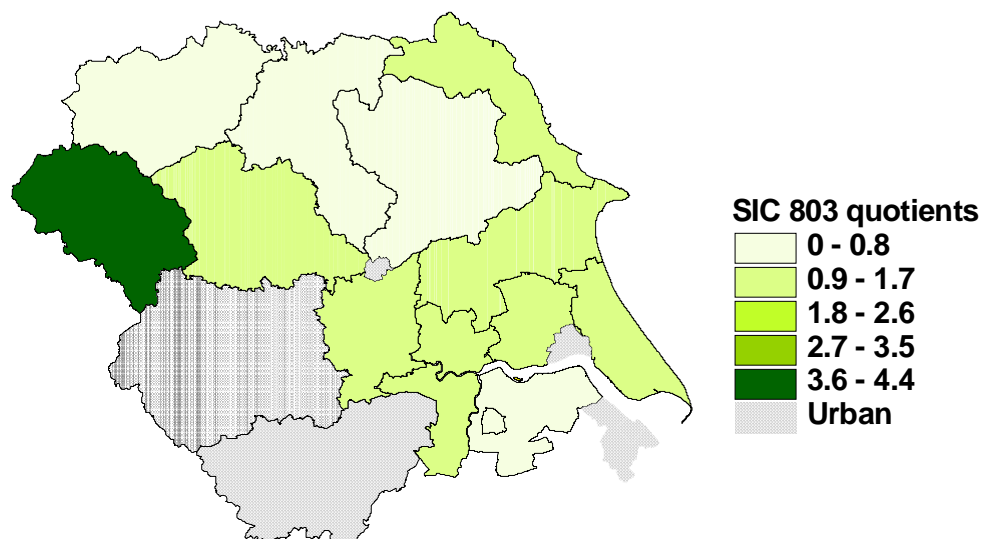 SIC 803 quotients
0 - 0.8
0.9 - 1.7
1.8 - 2.6
2.7 - 3.5
3.6 - 4.4
Urban